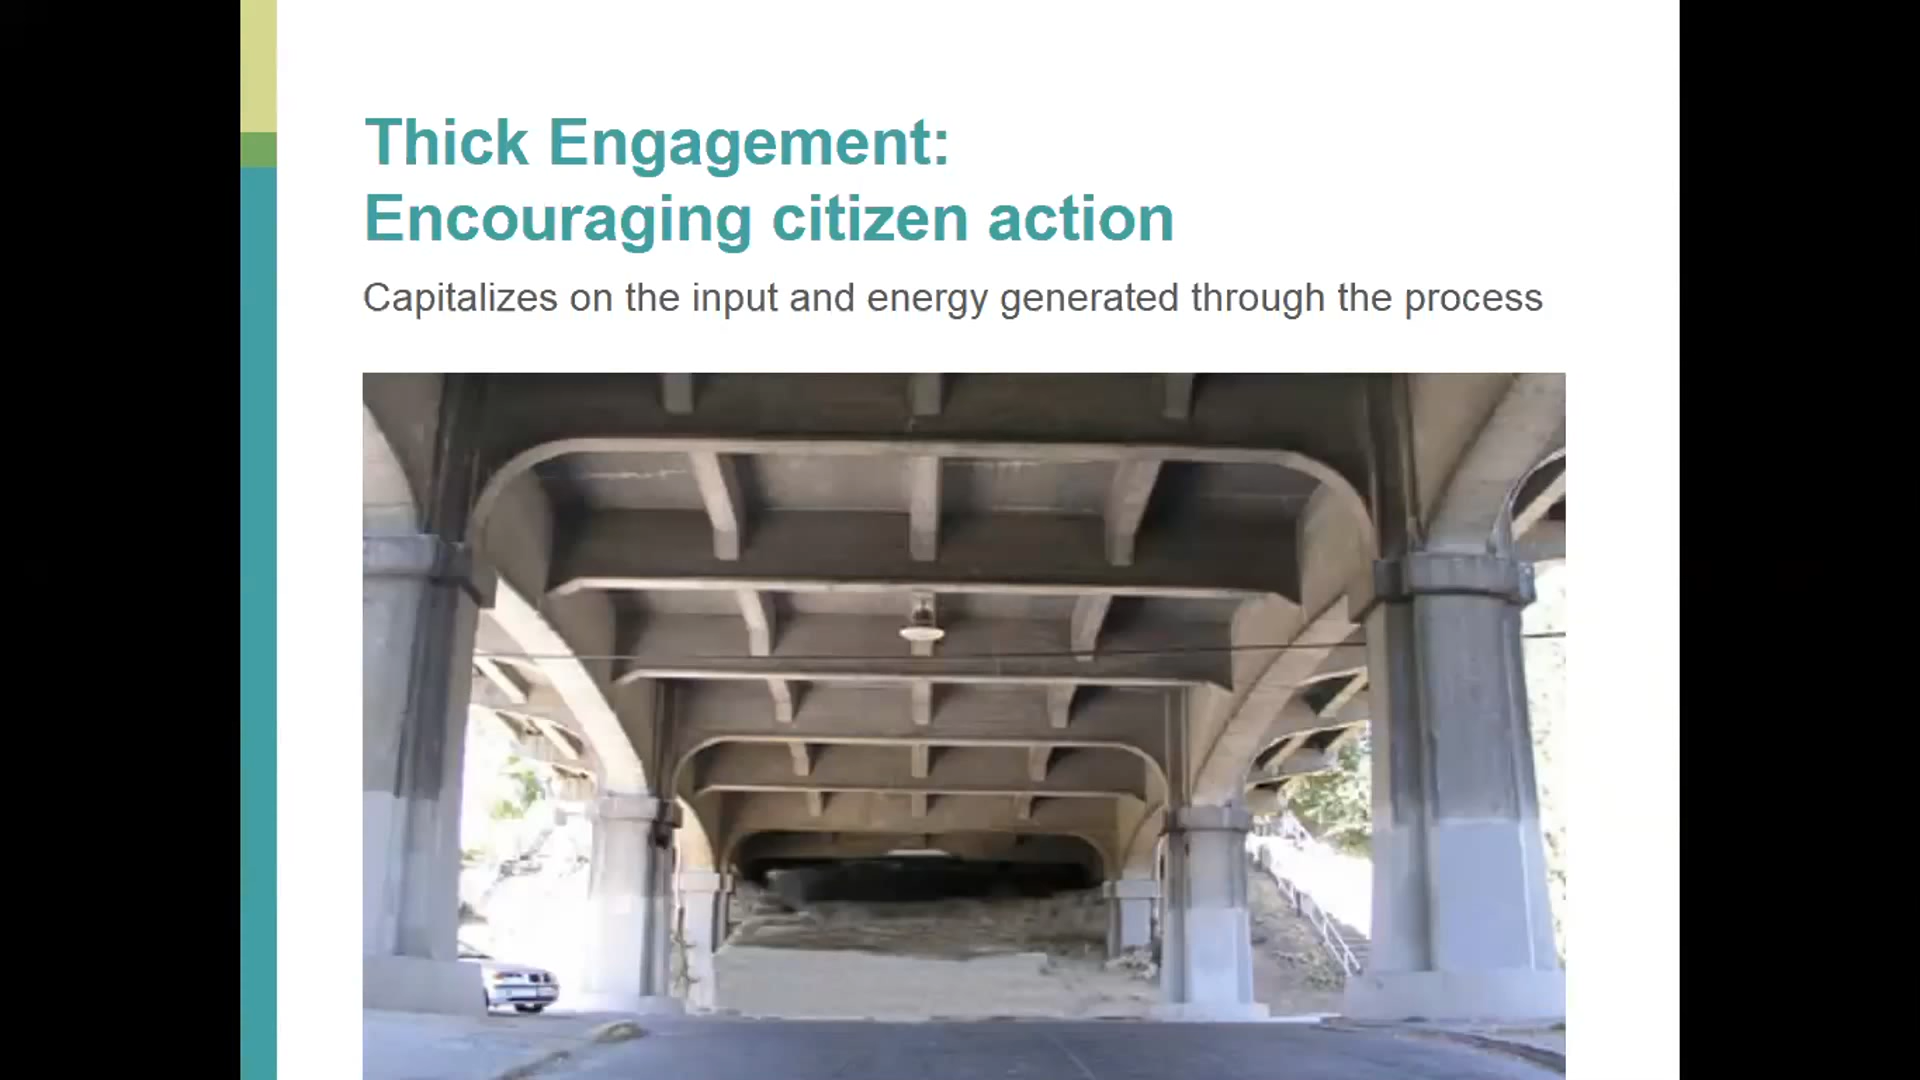 Thick Engagement:
Encouraging citizen action
Capitalizes on the input and energy generated through the process